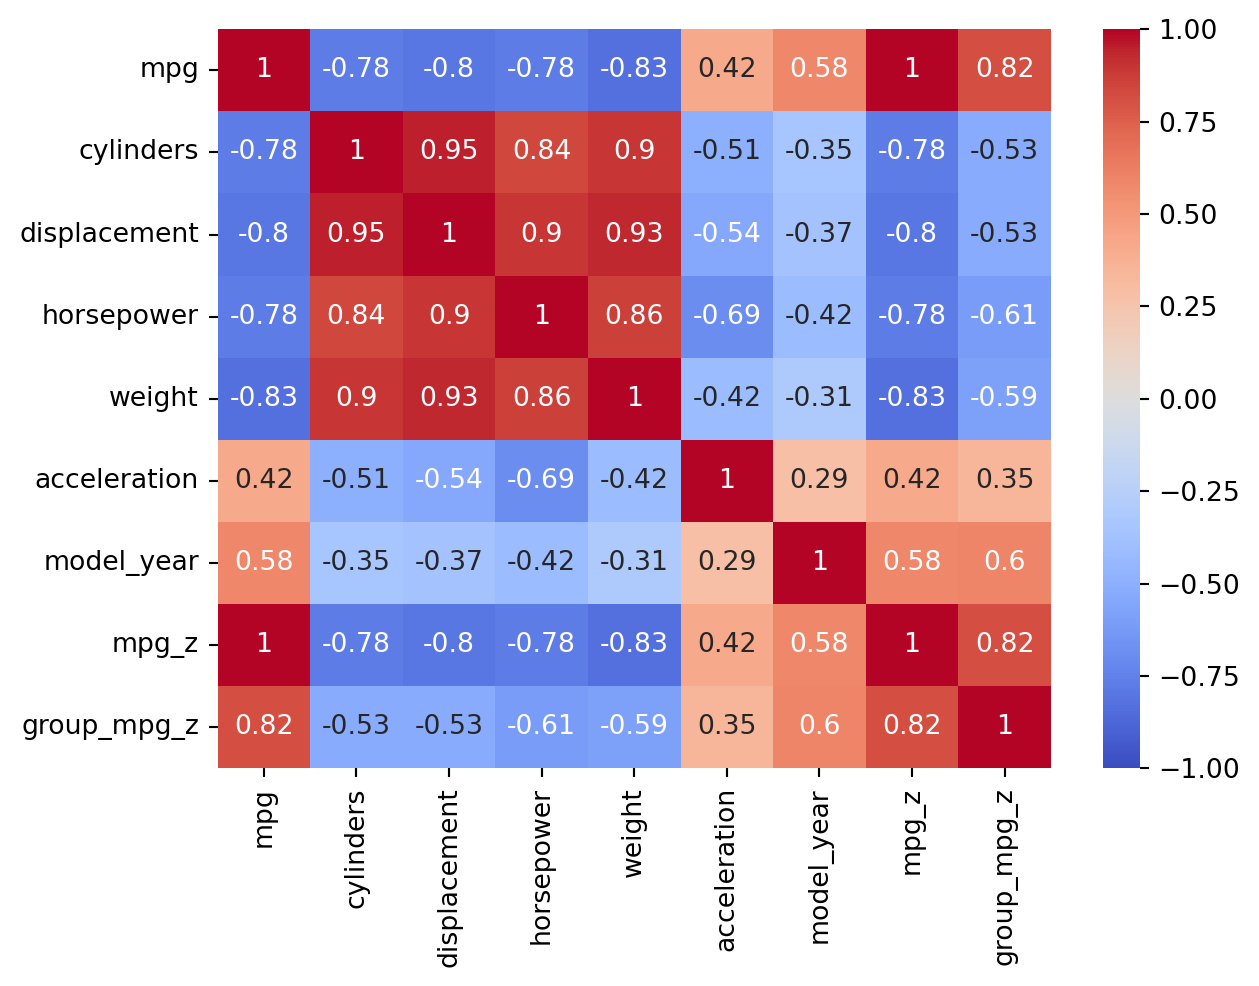 mpg 1 -0.78 -0.8 -0.78 -0.83 0.42 0.58 1 0.82
cylinders -0.78 1 0.95 0.84 0.9 -0.51 -0.35 -0.78 -0.53
displacement -0.8 0.95 1 0.9 0.93 -0.54 -0.37 -0.8 -0.53
horsepower -0.78 0.84 0.9 1 0.86 -0.69 -0.42 -0.78 -0.61
weight -0.83 0.9 0.93 0.86 1 -0.42 -0.31 -0.83 -0.59
acceleration 0.42 -0.51 -0.54 -0.69 -0.42 1 0.29 0.42 0.35
model_year 0.58 -0.35 -0.37 -0.42 -0.31 0.29 1 0.58 0.6
mpg_z 1 -0.78 -0.8 -0.78 -0.83 0.42 0.58 1 0.82
group_mpg_z 0.82 -0.53 -0.53 -0.61 -0.59 0.35 0.6 0.82 1
mpg
cylinders
displacement
horsepower
weight
acceleration
model_year
mpg_z
group_mpg_z
1.00
0.75
0.50
0.25
0.00
−0.25
−0.50
−0.75
−1.00